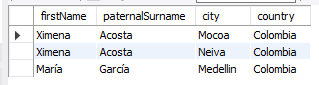 firstName paternalSurname city country
Ximena Acosta Mocoa Colombia
Ximena Acosta Neiva Colombia
María García Medellin Colombia